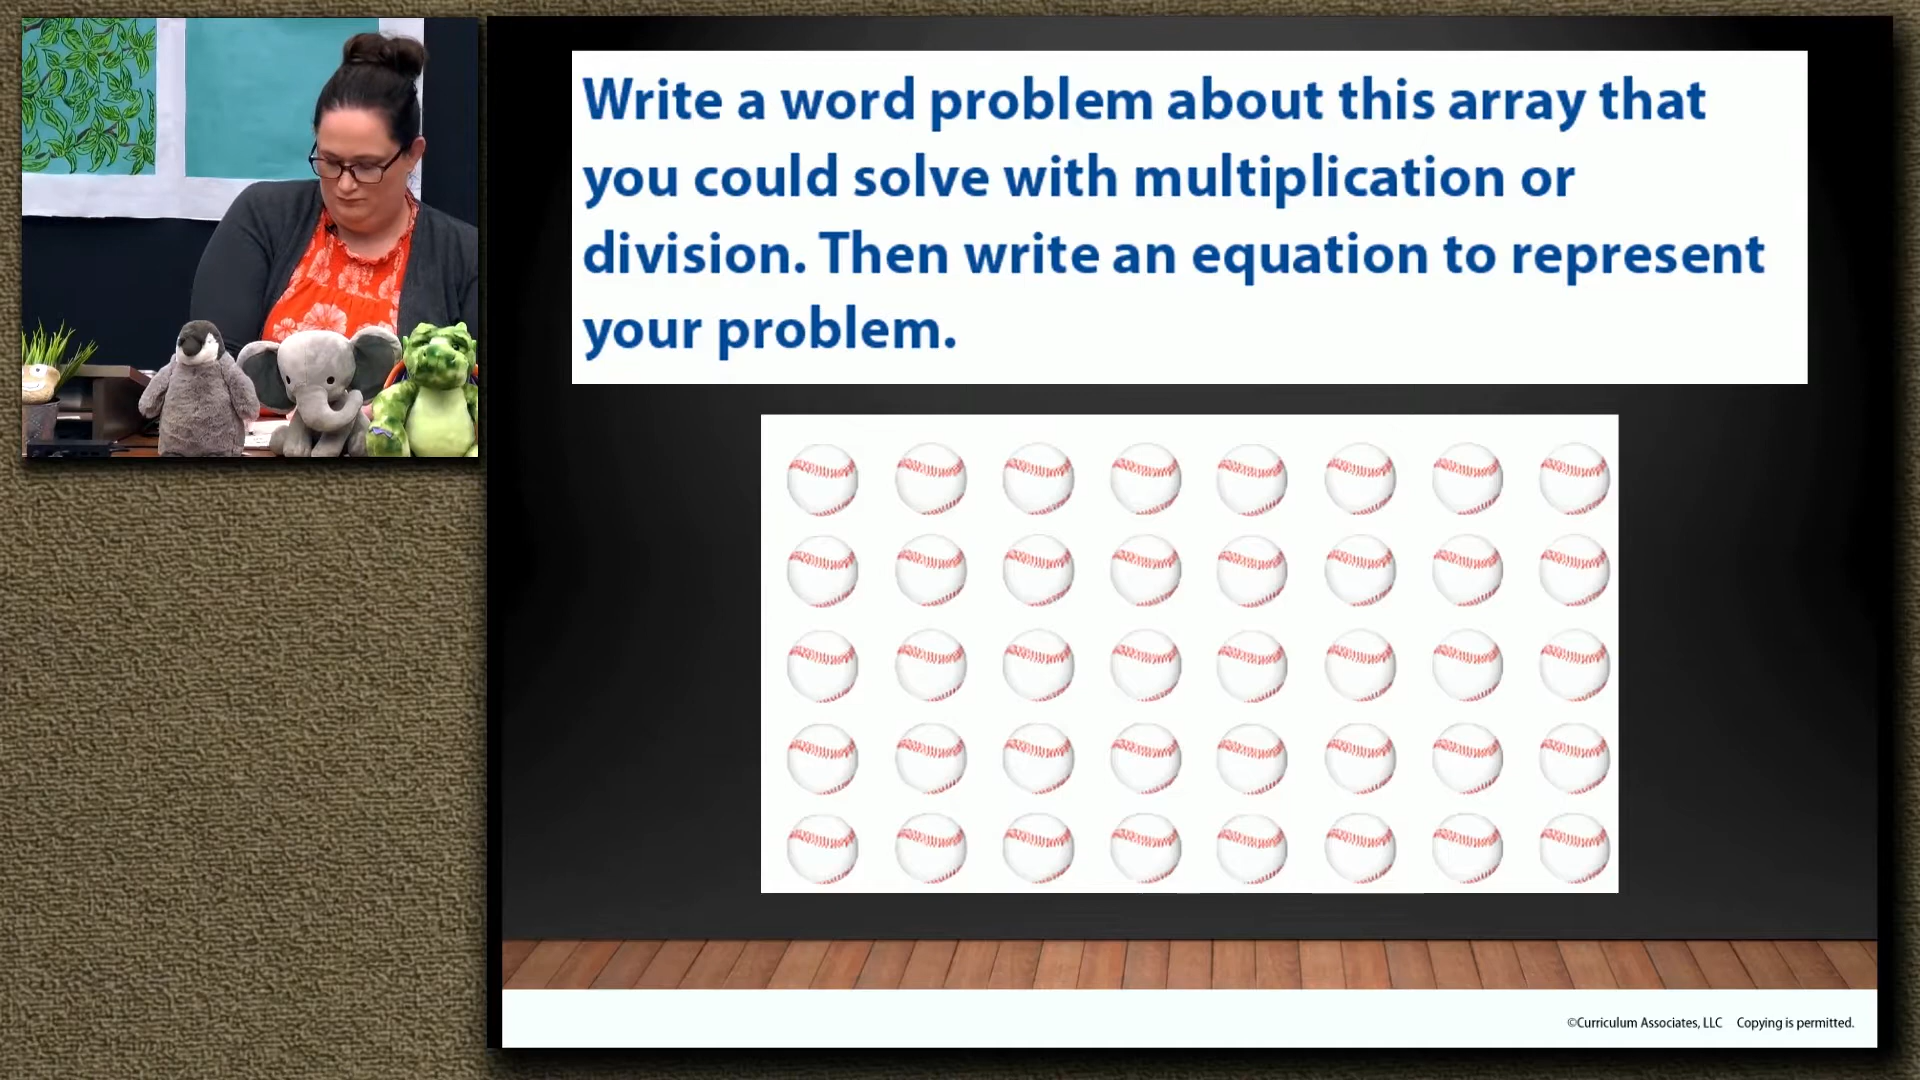 Write a word problem about this array that
you could solve with multiplication or
division. Then write an equation to represent
your problem.
©Curriculum Associates, LLC Copying is permitted.